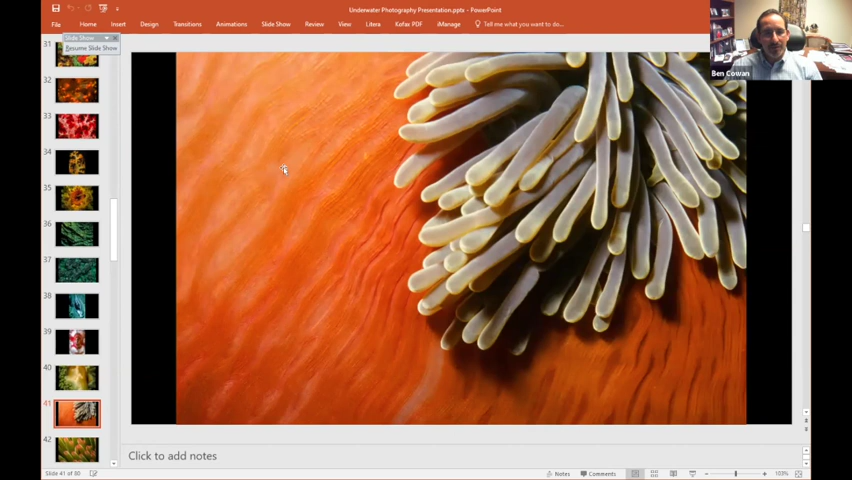 Underwater Photography Presentation.pptx - PowerPoint
File Home Insert Design Transitions Animations Slide Show Review View Litera Kofax PDF iManage Tell me what you want to do...
Slide Show
Resume Slide Show
Ben Cowan
31
32
33
34
35
36
37
38
39
40
41
42
Click to add notes
Slide 41 of 80 Notes Comments 103%